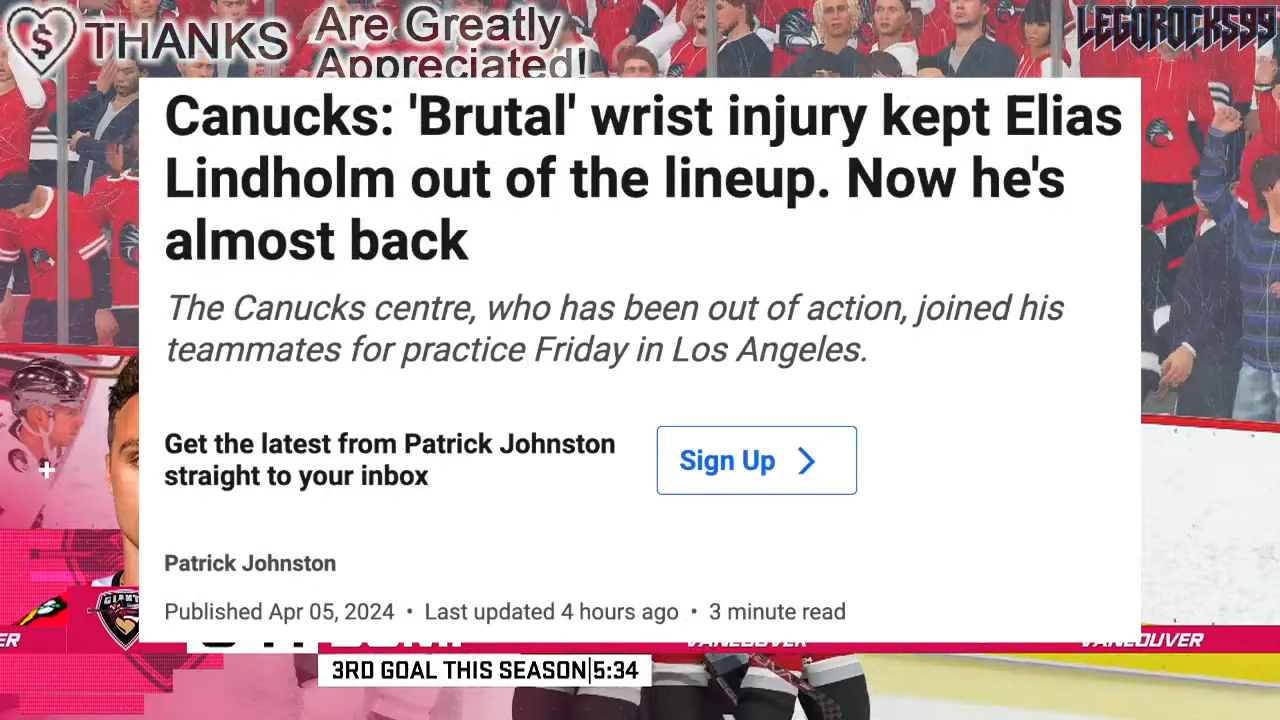 THANKS
Are Greatly
Appreciated!
LEGOROCKS99
Canucks: 'Brutal' wrist injury kept Elias
Lindholm out of the lineup. Now he's
almost back
The Canucks centre, who has been out of action, joined his
teammates for practice Friday in Los Angeles.
Get the latest from Patrick Johnston
straight to your inbox
Sign Up
Patrick Johnston
Published Apr 05, 2024 • Last updated 4 hours ago • 3 minute read
GIANTS
VANCOUVER
VANCOUVER
3RD GOAL THIS SEASON|5:34